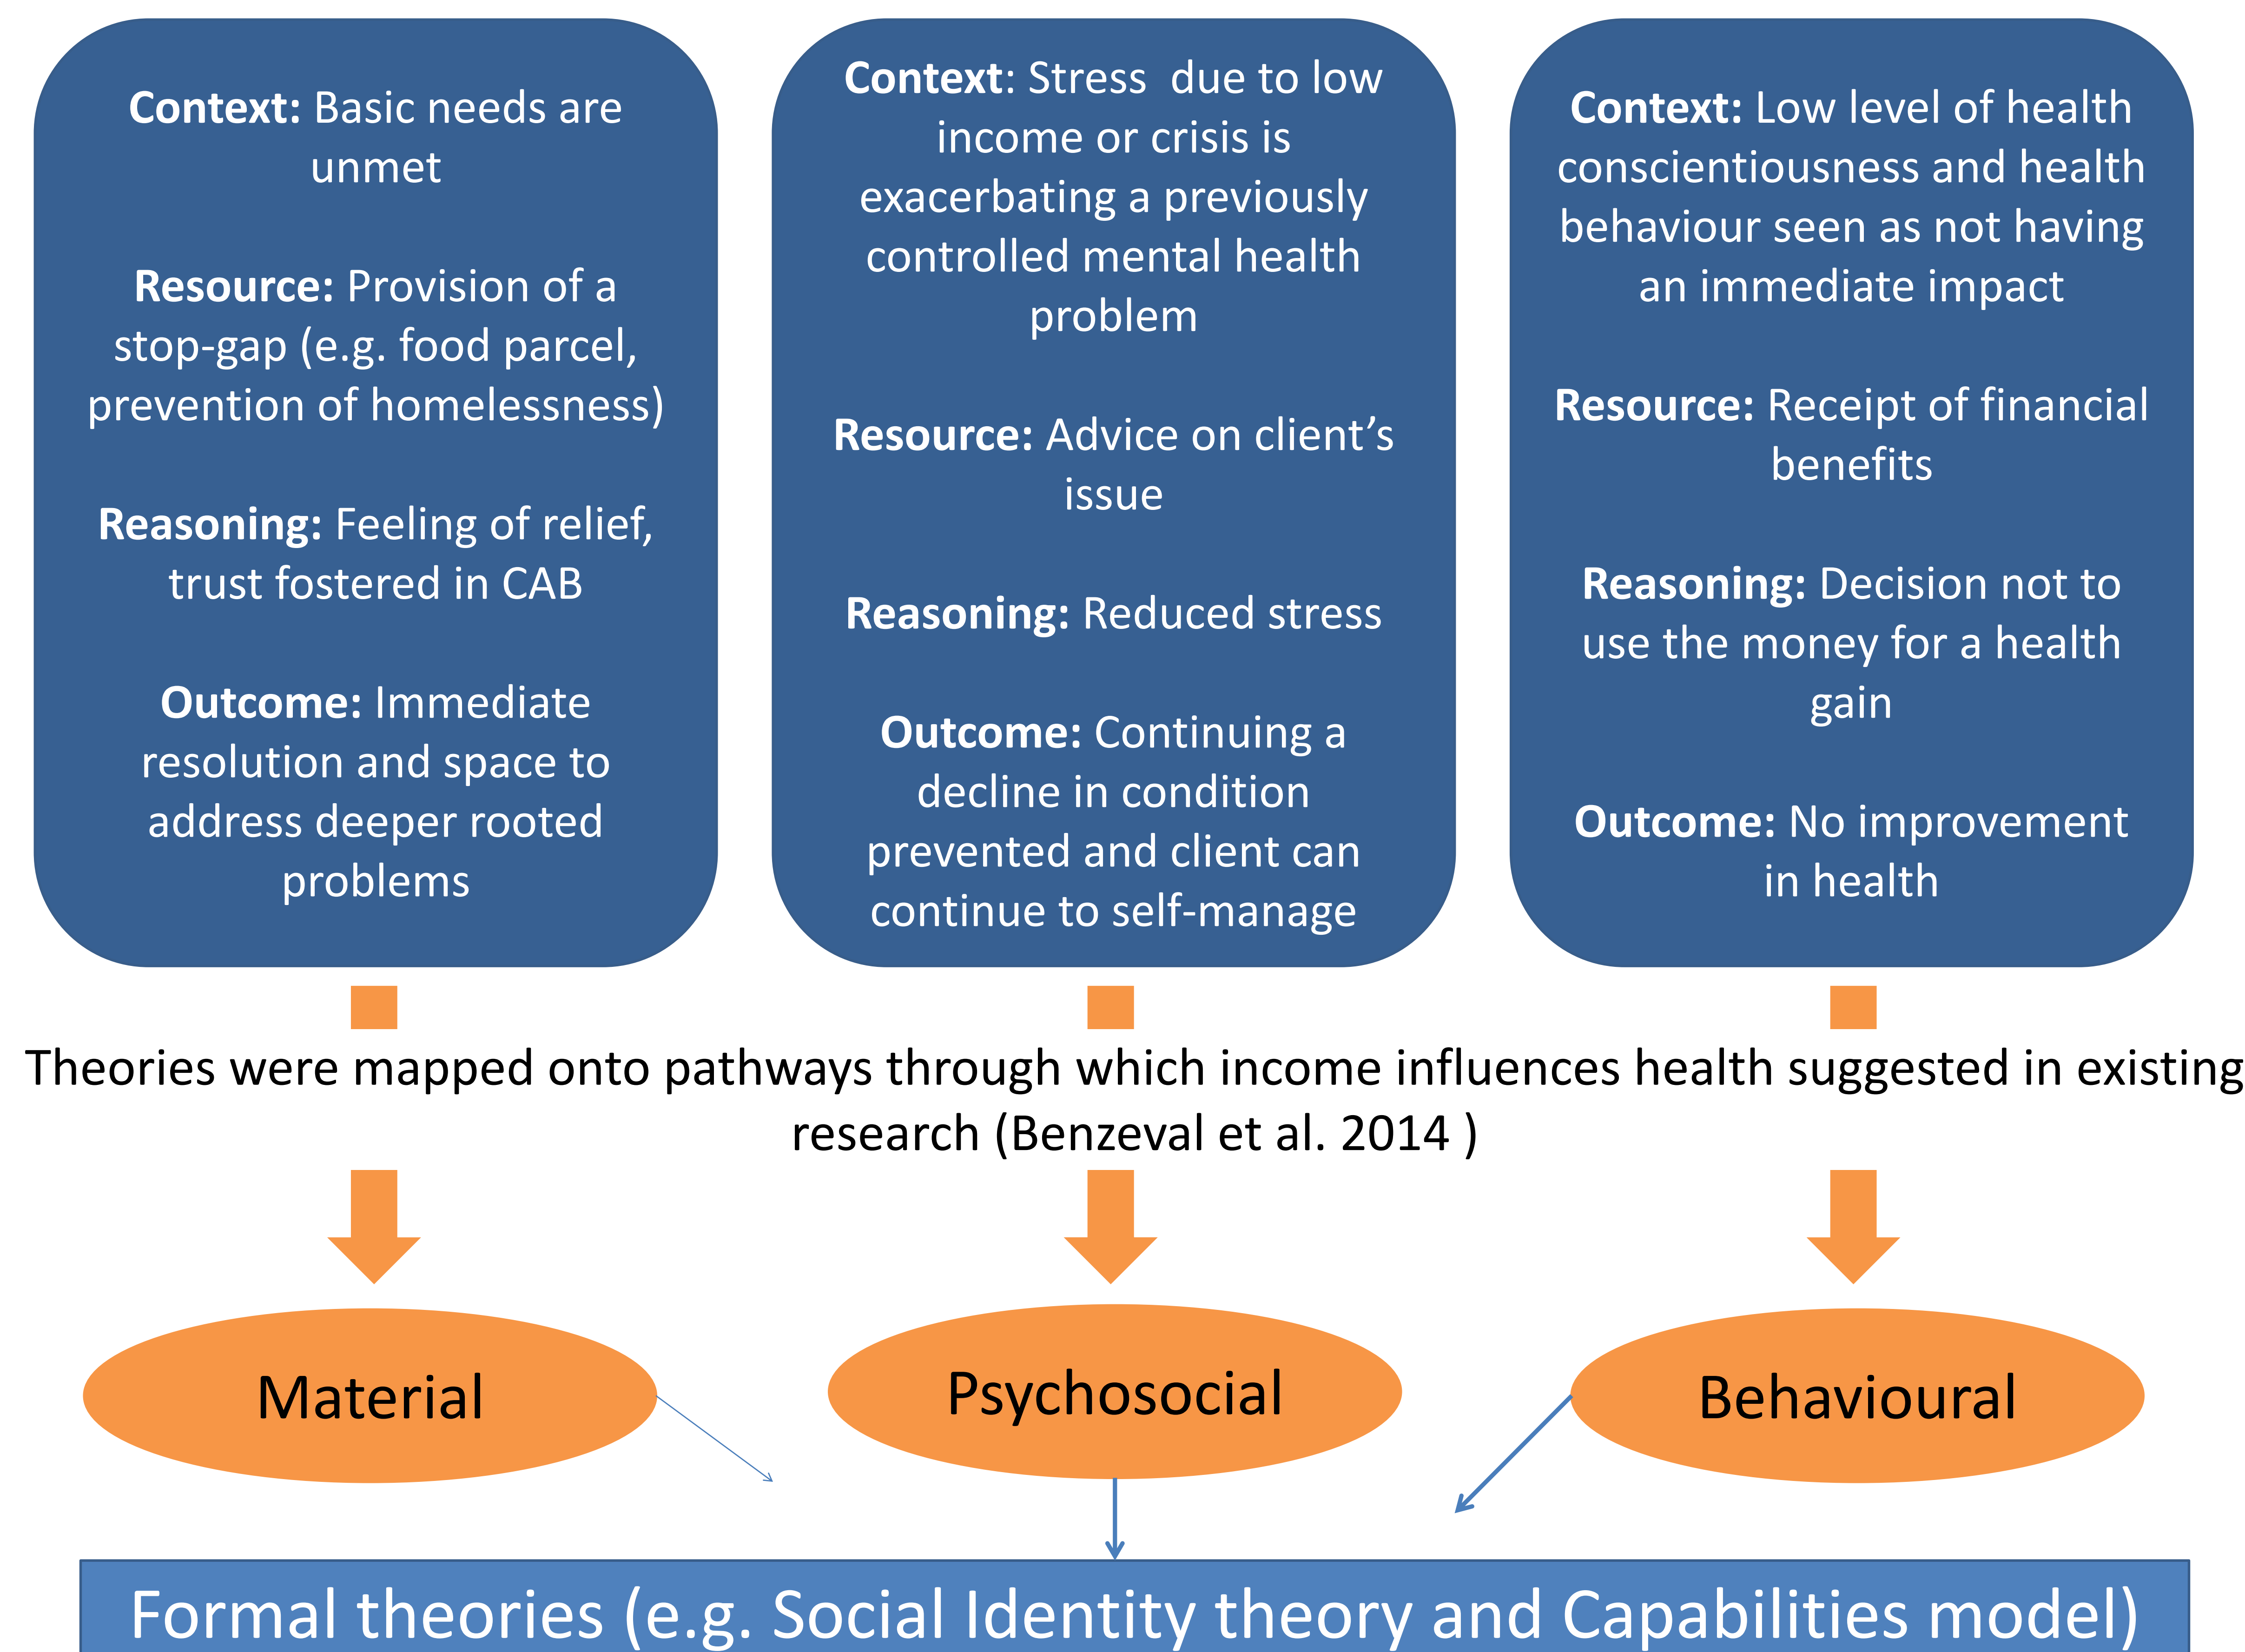 Context: Basic needs are
unmet
Resource: Provision of a
stop-gap (e.g. food parcel,
prevention of homelessness)
Reasoning: Feeling of relief,
trust fostered in CAB
Outcome: Immediate
resolution and space to
address deeper rooted
problems
Context: Stress  due to low
income or crisis is
exacerbating a previously
controlled mental health
problem
Resource: Advice on client’s
issue
Reasoning: Reduced stress
Outcome: Continuing a
decline in condition
prevented and client can
continue to self-manage
Context: Low level of health
conscientiousness and health
behaviour seen as not having
an immediate impact
Resource: Receipt of financial
benefits
Reasoning: Decision not to
use the money for a health
gain
Outcome: No improvement
in health
Theories were mapped onto pathways through which income influences health suggested in existing
research (Benzeval et al. 2014 )
Material
Psychosocial
Behavioural
Formal theories (e.g. Social Identity theory and Capabilities model)